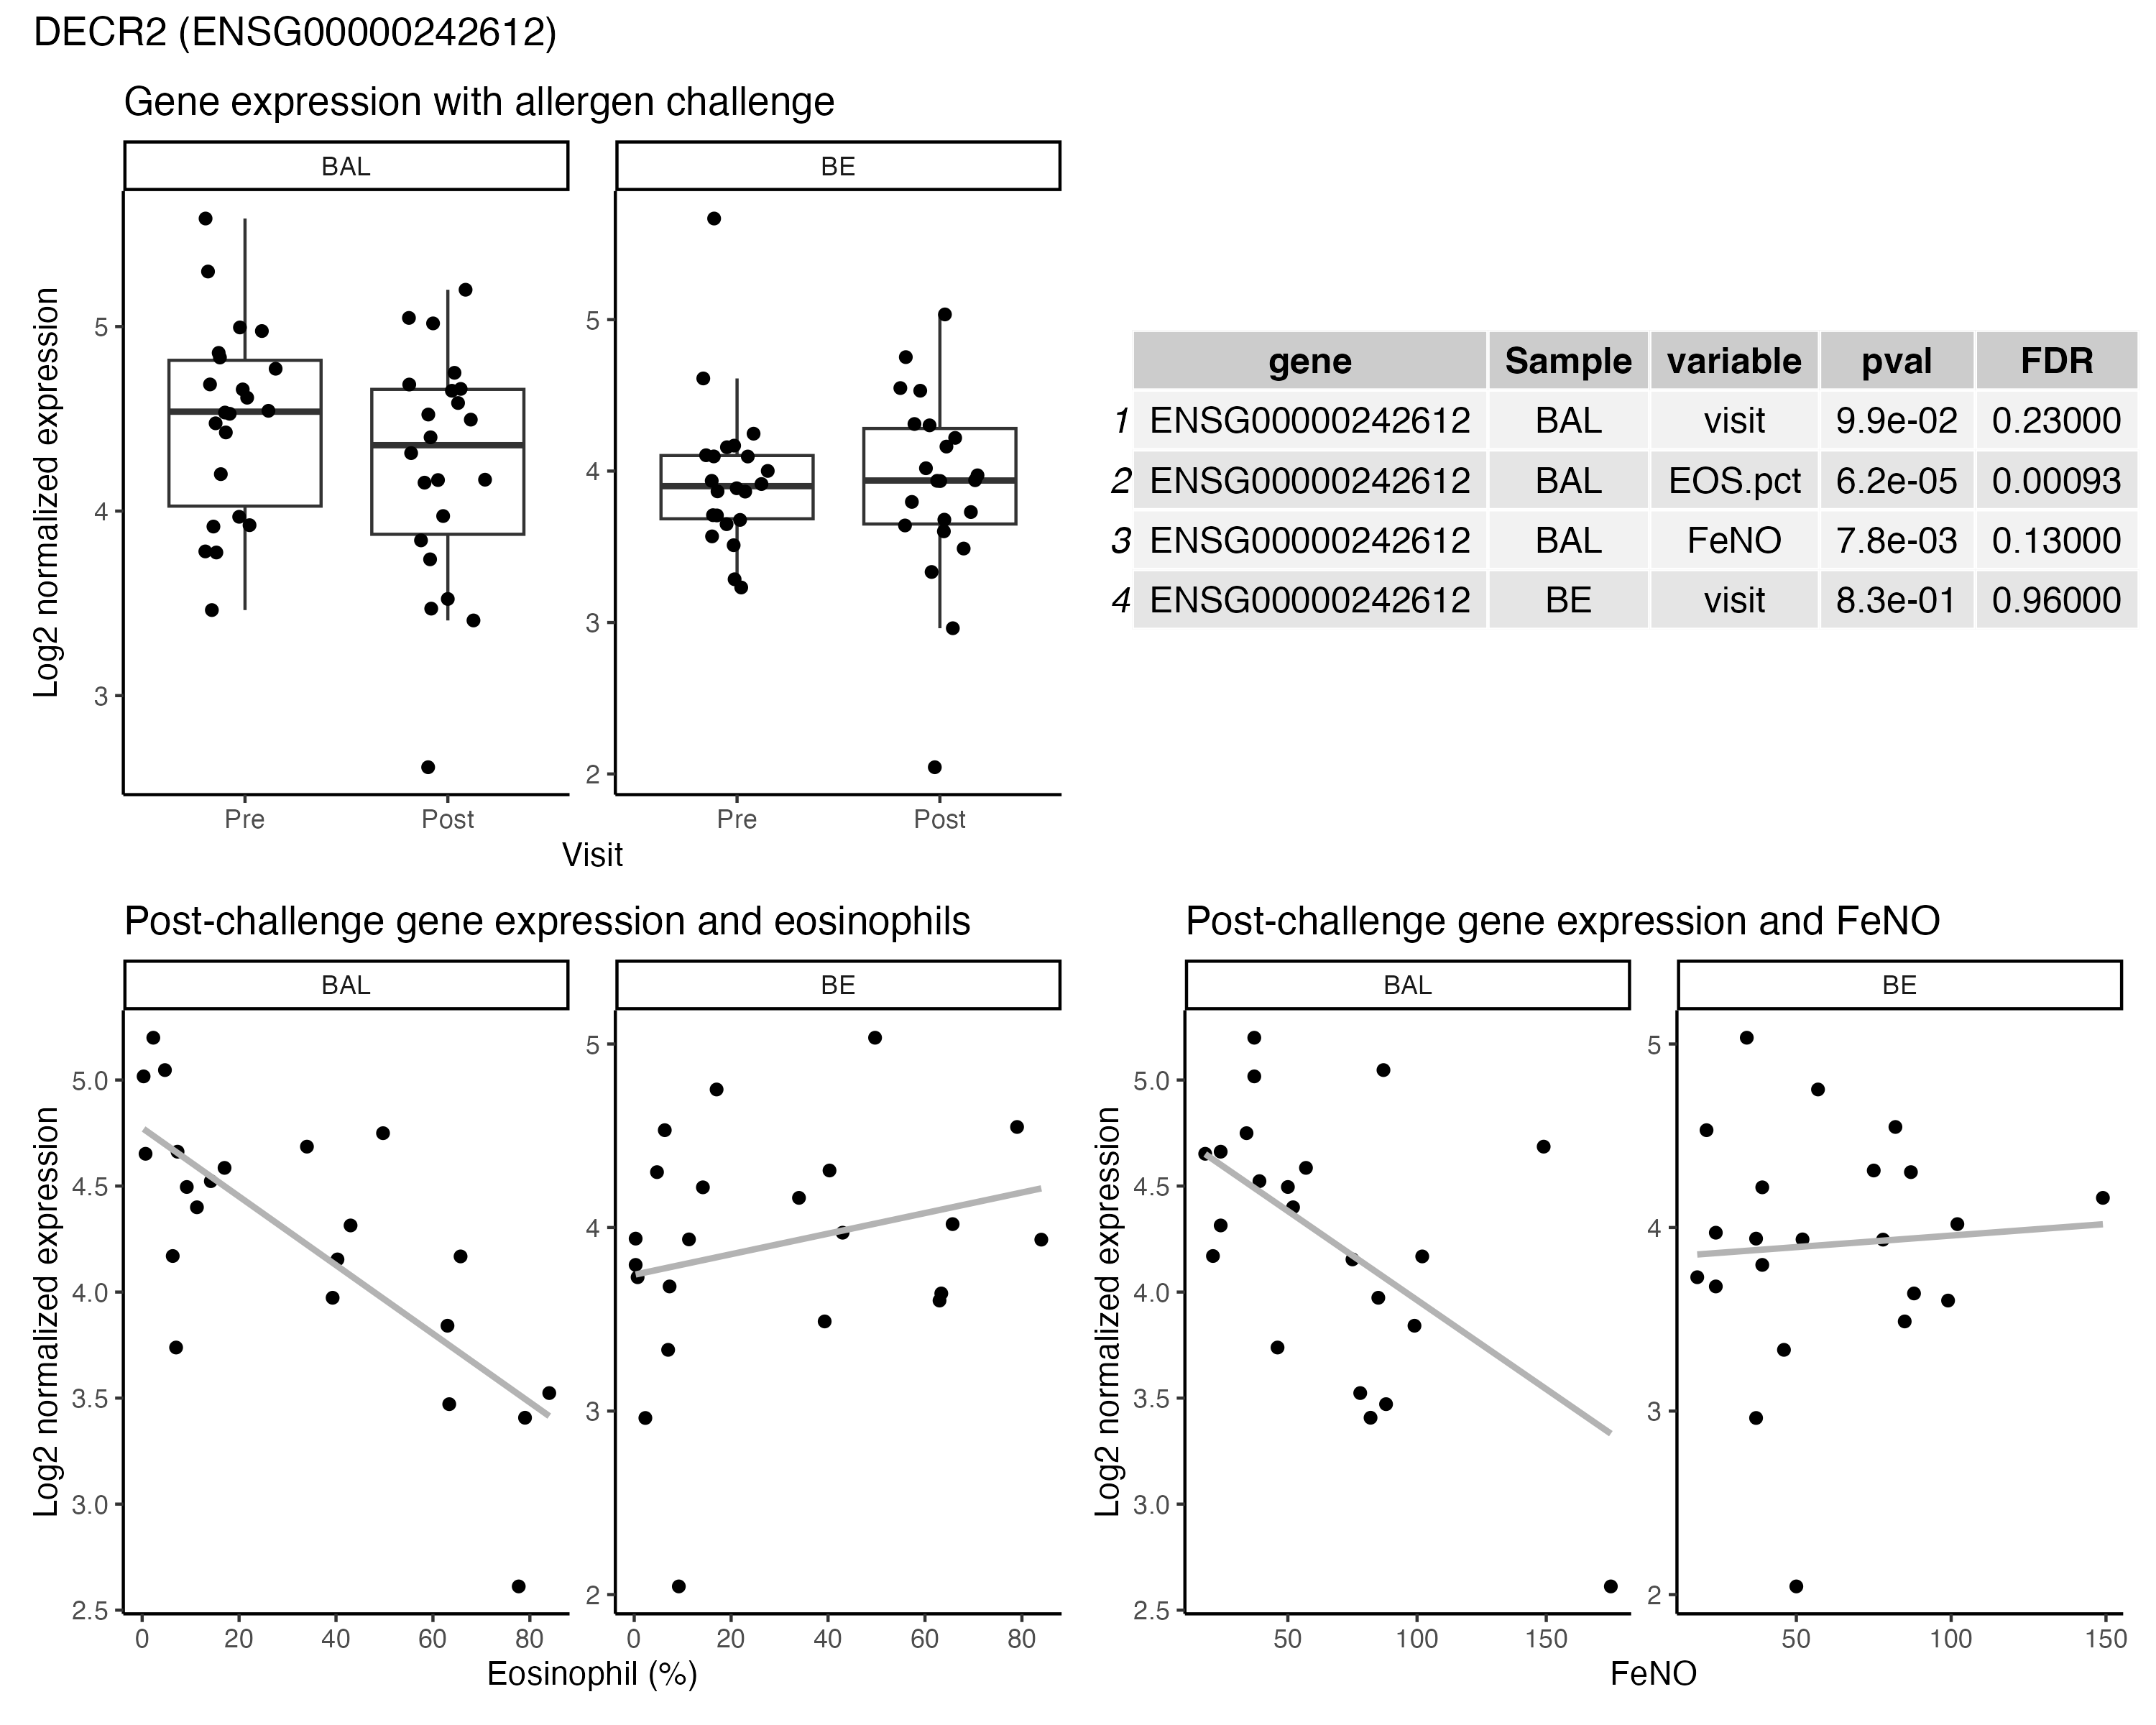 DECR2 (ENSG00000242612)
Gene expression with allergen challenge
BAL
BE
Log2 normalized expression
5
4
3
5
4
3
2
Pre
Post
Pre
Post
Visit
gene Sample variable pval FDR
1 ENSG00000242612 BAL visit 9.9e-02 0.23000
2 ENSG00000242612 BAL EOS.pct 6.2e-05 0.00093
3 ENSG00000242612 BAL FeNO 7.8e-03 0.13000
4 ENSG00000242612 BE visit 8.3e-01 0.96000
Post-challenge gene expression and eosinophils
BAL
BE
Log2 normalized expression
5.0
4.5
4.0
3.5
3.0
2.5
5
4
3
2
0 20 40 60 80
0 20 40 60 80
Eosinophil (%)
Post-challenge gene expression and FeNO
BAL
BE
Log2 normalized expression
5.0
4.5
4.0
3.5
3.0
2.5
5
4
3
2
50 100 150
50 100 150
FeNO